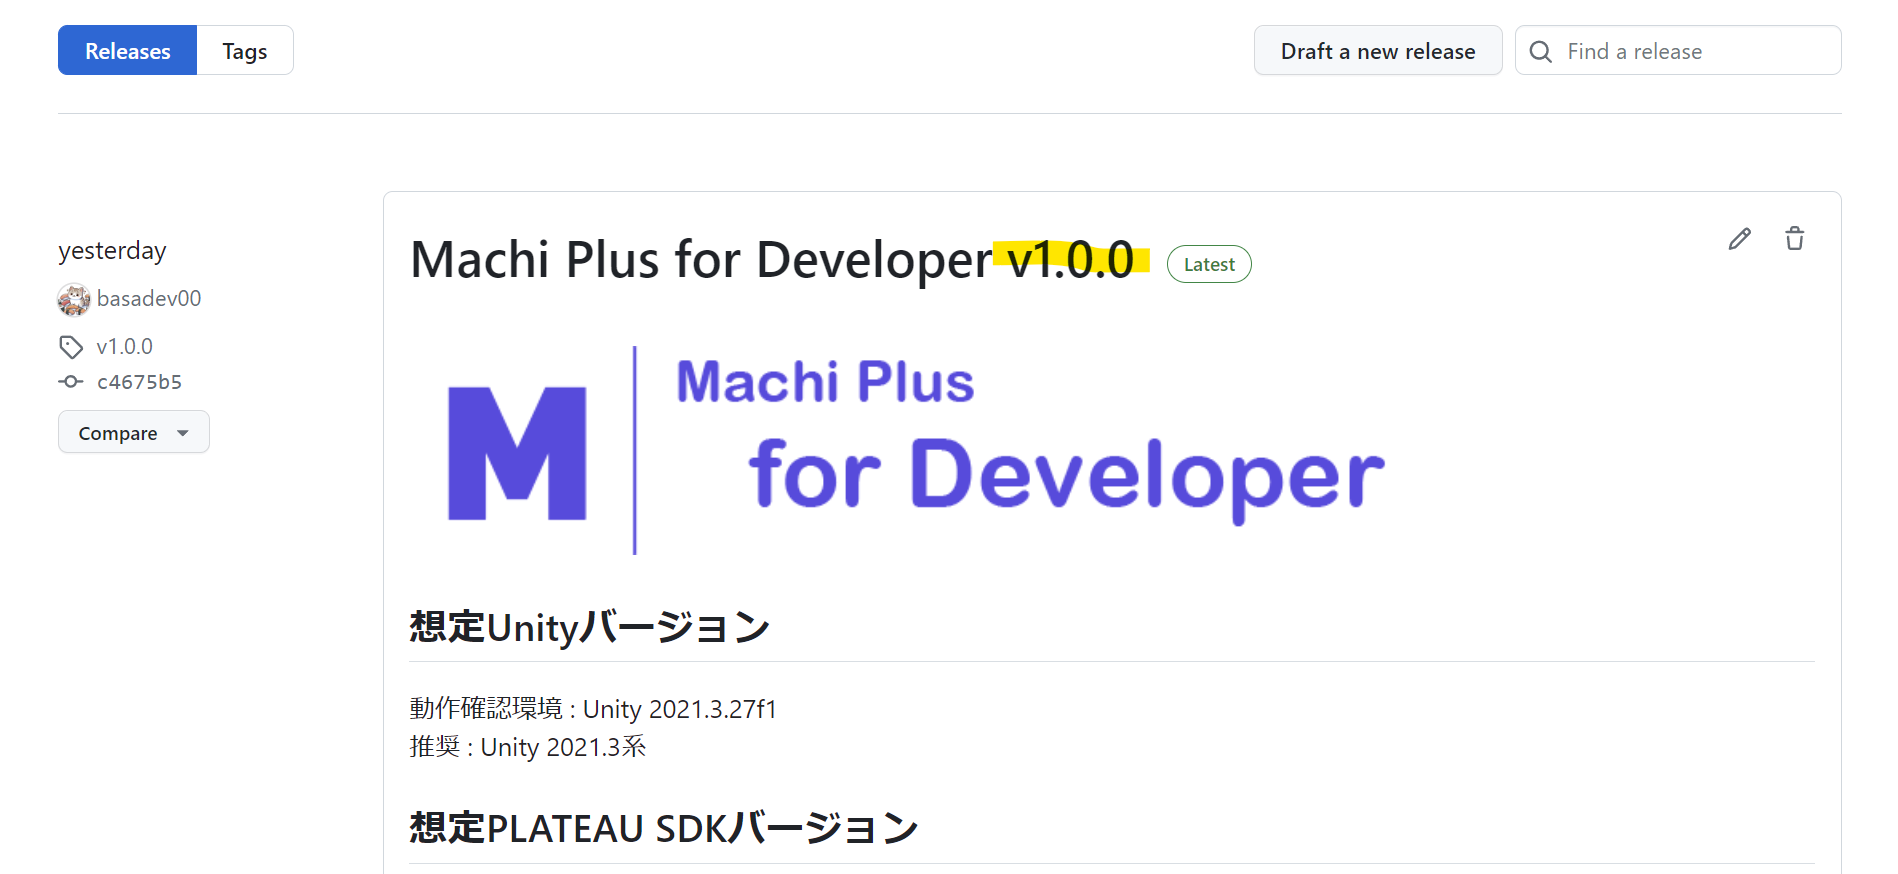 Releases Tags Draft a new release Find a release
yesterday
basadev00
v1.0.0
c4675b5
Compare
Machi Plus for Developer v1.0.0 Latest
M
Machi Plus
for Developer
想定Unityバージョン
動作確認環境 : Unity 2021.3.27f1
推奨 : Unity 2021.3系
想定PLATEAU SDKバージョン